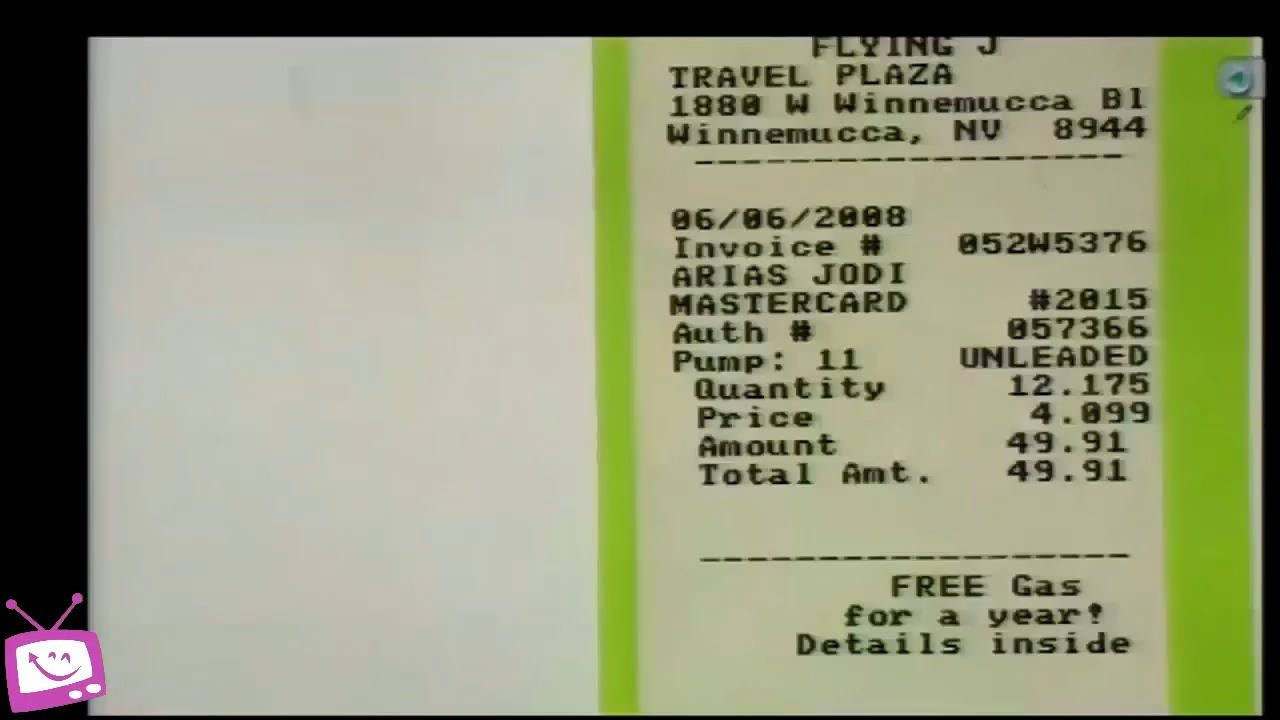 FLYING J
TRAVEL PLAZA
1880 W Winnemucca Bl
Winnemucca, NV 8944
06/06/2008
Invoice # 052W5376
ARIAS JODI
MASTERCARD #2015
Auth # 057366
Pump: 11 UNLEADED
Quantity 12.175
Price 4.099
Amount 49.91
Total Amt. 49.91
FREE Gas
for a year!
Details inside